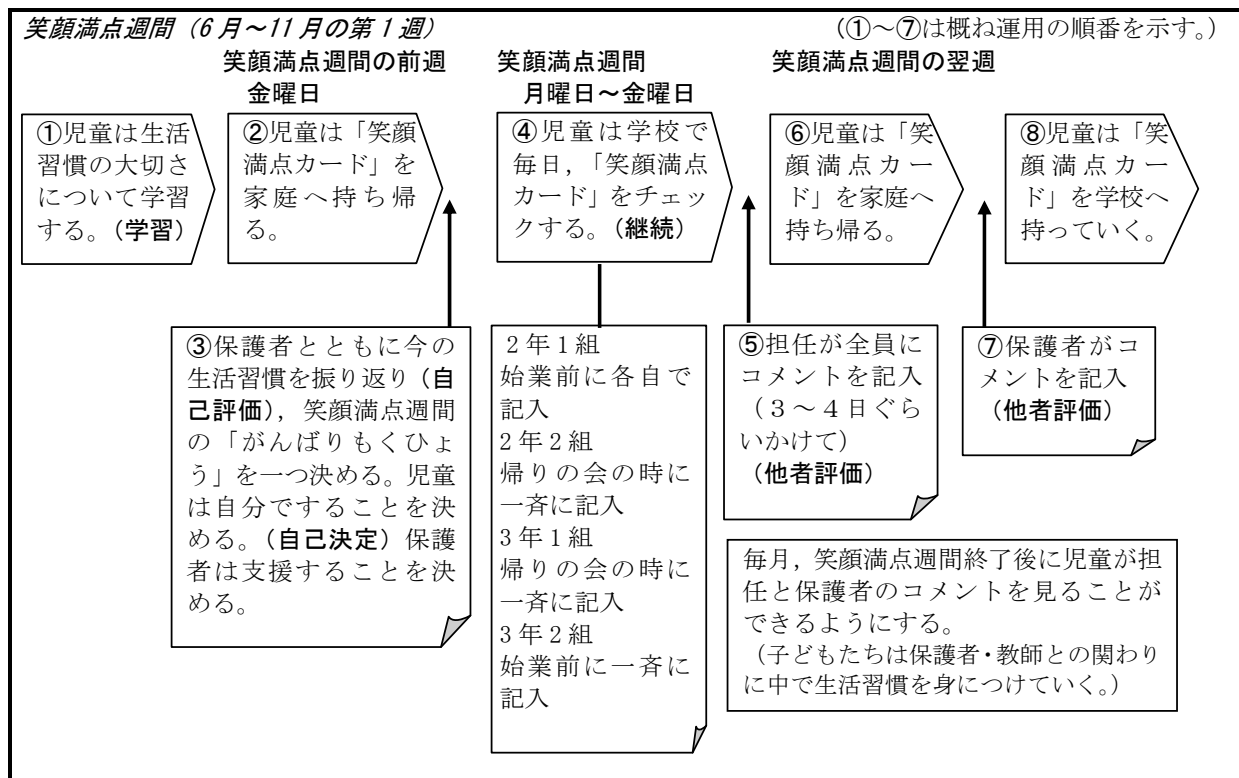 笑顔満点週間(6月～11月の第1週)
(①～⑦は概ね運用の順番を示す。)
笑顔満点週間の前週
金曜日
笑顔満点週間
月曜日～金曜日
笑顔満点週間の翌週
①児童は生活
習慣の大切さ
について学習
する。(学習)
②児童は「笑顔
満点カード」を
家庭へ持ち帰
る。
④児童は学校で
毎日,「笑顔満点
カード」をチェッ
クする。(継続)
⑥児童は「笑
顔満点カー
ド」を家庭へ
持ち帰る。
⑧児童は「笑
顔満点カー
ド」を学校へ
持っていく。
③保護者とともに今の
生活習慣を振り返り(自
己評価),笑顔満点週間
の「がんばりもくひょ
う」を一つ決める。児童
は自分ですることを決
める。(自己決定)保護
者は支援することを決
める。
2年1組
始業前に各自で
記入
2年2組
帰りの会の時に
一斉に記入
3年1組
帰りの会の時に
一斉に記入
3年2組
始業前に一斉に
記入
⑤担任が全員に
コメントを記入
(3～4日ぐら
いかけて)
(他者評価)
⑦保護者がコ
メントを記入
(他者評価)
毎月,笑顔満点週間終了後に児童が担
任と保護者のコメントを見ることが
できるようにする。
(子どもたちは保護者・教師との関わり
に中で生活習慣を身につけていく。)